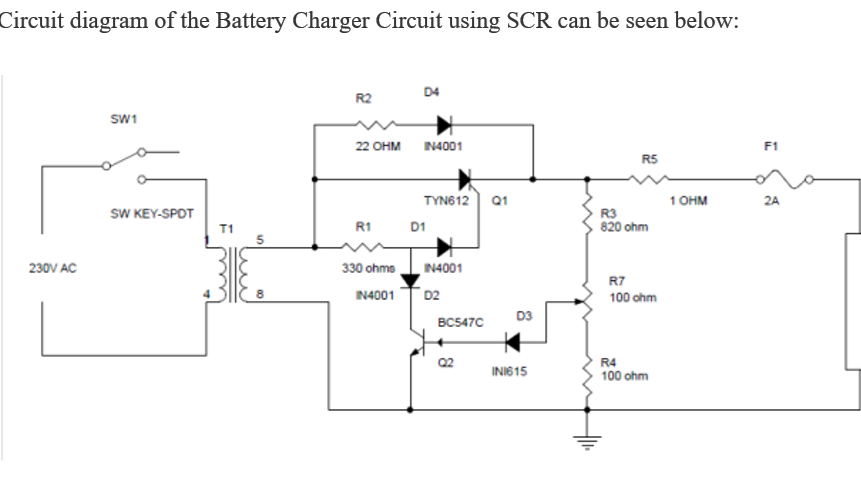 Circuit diagram of the Battery Charger Circuit using SCR can be seen below:
R2
D4
SW1
22 OHM
IN4001
F1
R5
TYN612
Q1
1 OHM
2A
SW KEY-SPDT
R3
820 ohm
T1
R1
D1
5
230V AC
330 ohms
IN4001
R7
100 ohm
1
4
8
IN4001
D2
BC547C
D3
Q2
INI615
R4
100 ohm